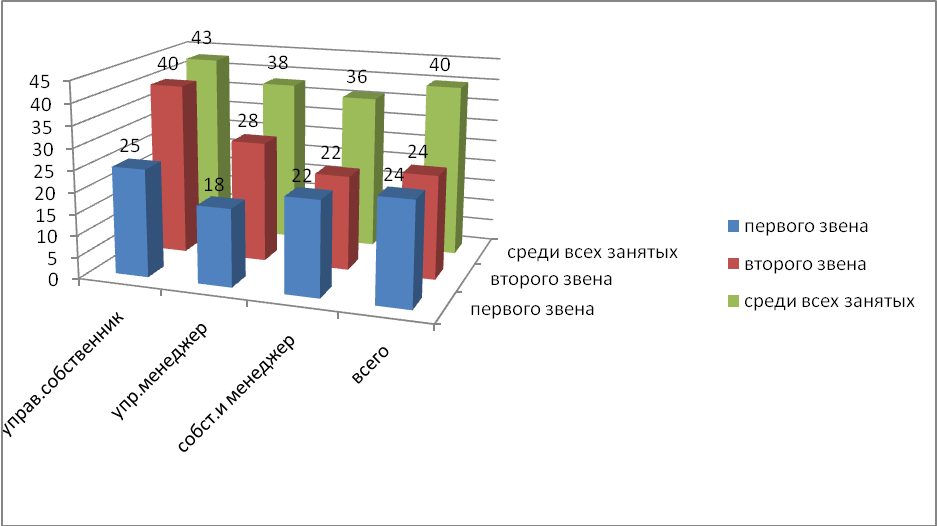 43
40
38
36
40
25
28
22
24
18
22
24
45
40
35
30
25
20
15
10
5
0
среди всех занятых
второго звена
первого звена
управ.собственник
упр.менеджер
собст.и менеджер
всего
первого звена
второго звена
среди всех занятых